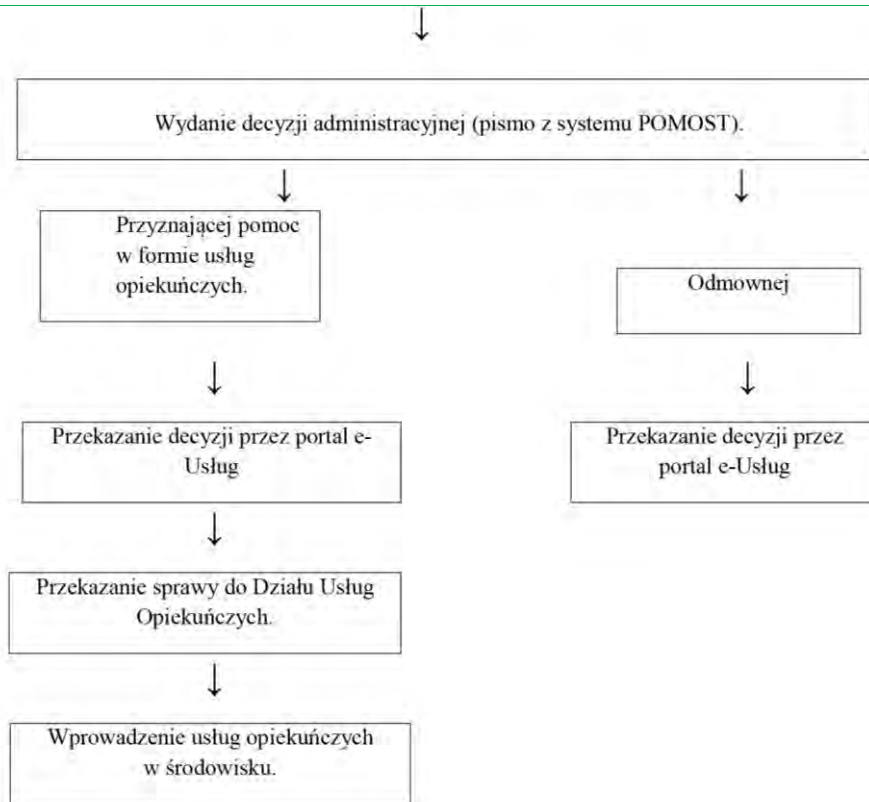 Wydanie decyzji administracyjnej (pismo z systemu POMOST).
Przyznającej pomoc
w formie usług
opiekuńczych.
Odmownej
Przekazanie decyzji przez portal e-
Usług
Przekazanie decyzji przez
portal e-Usług
Przekazanie sprawy do Działu Usług
Opiekuńczych.
Wprowadzenie usług opiekuńczych
w środowisku.